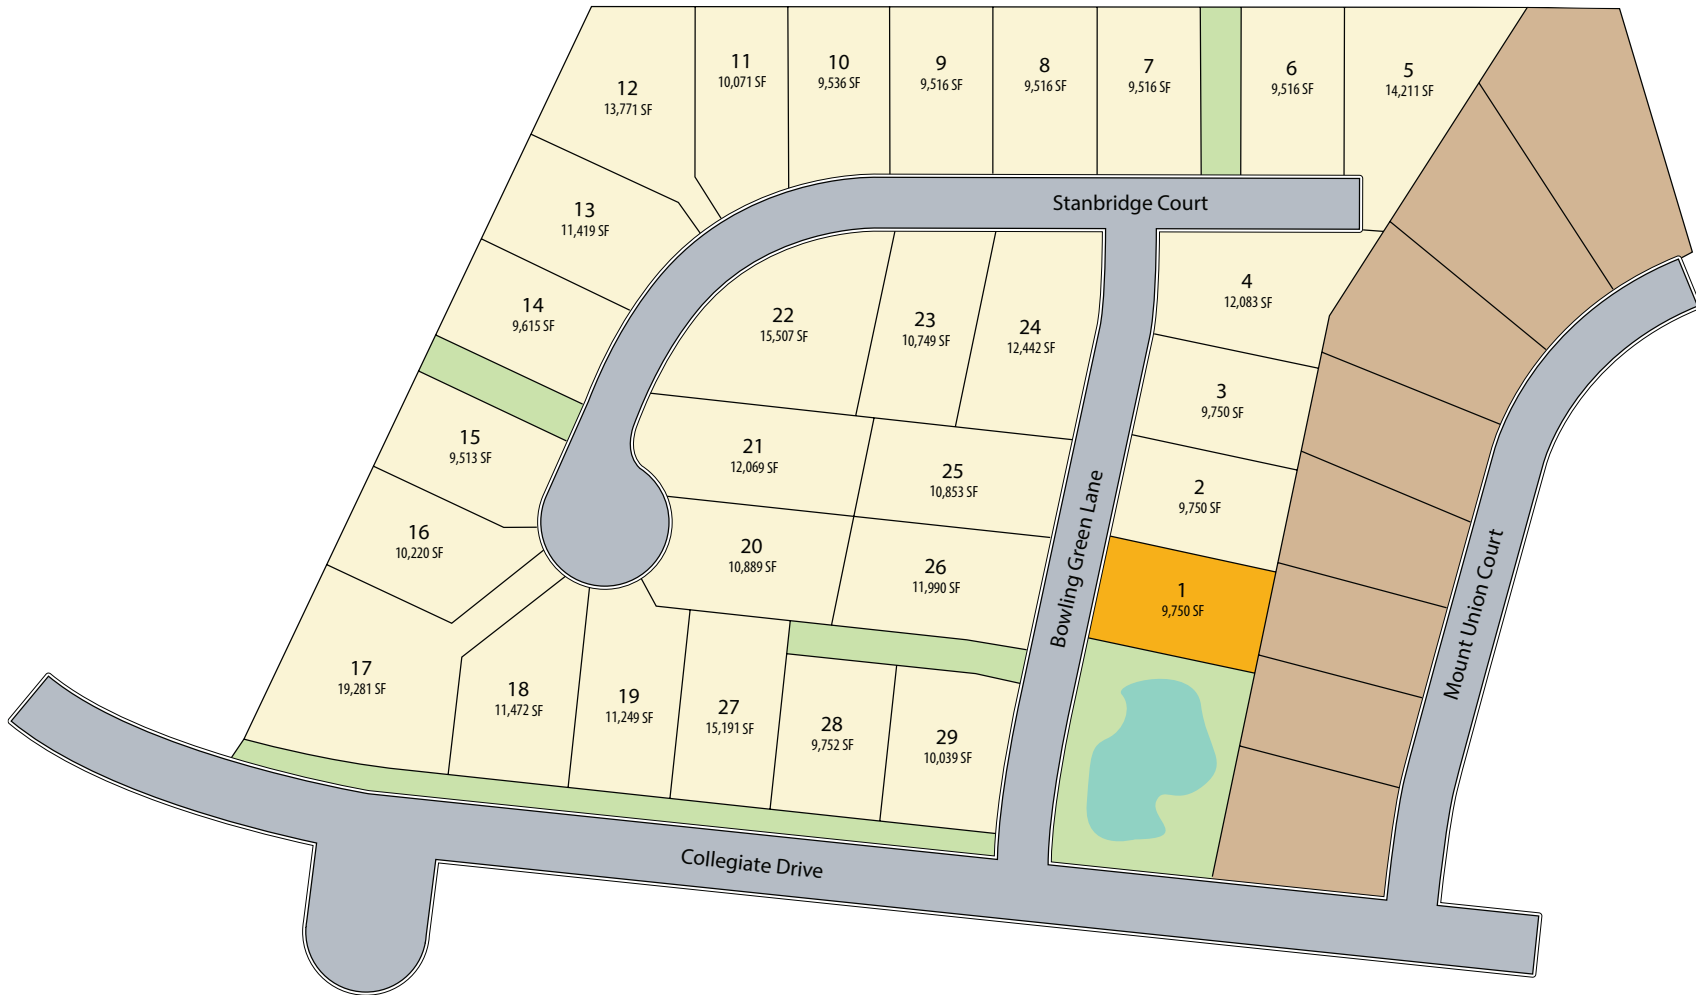 12
13,771 SF
11
10,071 SF
10
9,536 SF
9
9,516 SF
8
9,516 SF
7
9,516 SF
6
9,516 SF
5
14,211 SF
Stanbridge Court
13
11,419 SF
14
9,615 SF
22
15,507 SF
23
10,749 SF
24
12,442 SF
4
12,083 SF
3
9,750 SF
15
9,513 SF
21
12,069 SF
25
10,853 SF
2
9,750 SF
16
10,220 SF
20
10,889 SF
26
11,990 SF
Bowling Green Lane
1
9,750 SF
Mount Union Court
17
19,281 SF
18
11,472 SF
19
11,249 SF
27
15,191 SF
28
9,752 SF
29
10,039 SF
Collegiate Drive